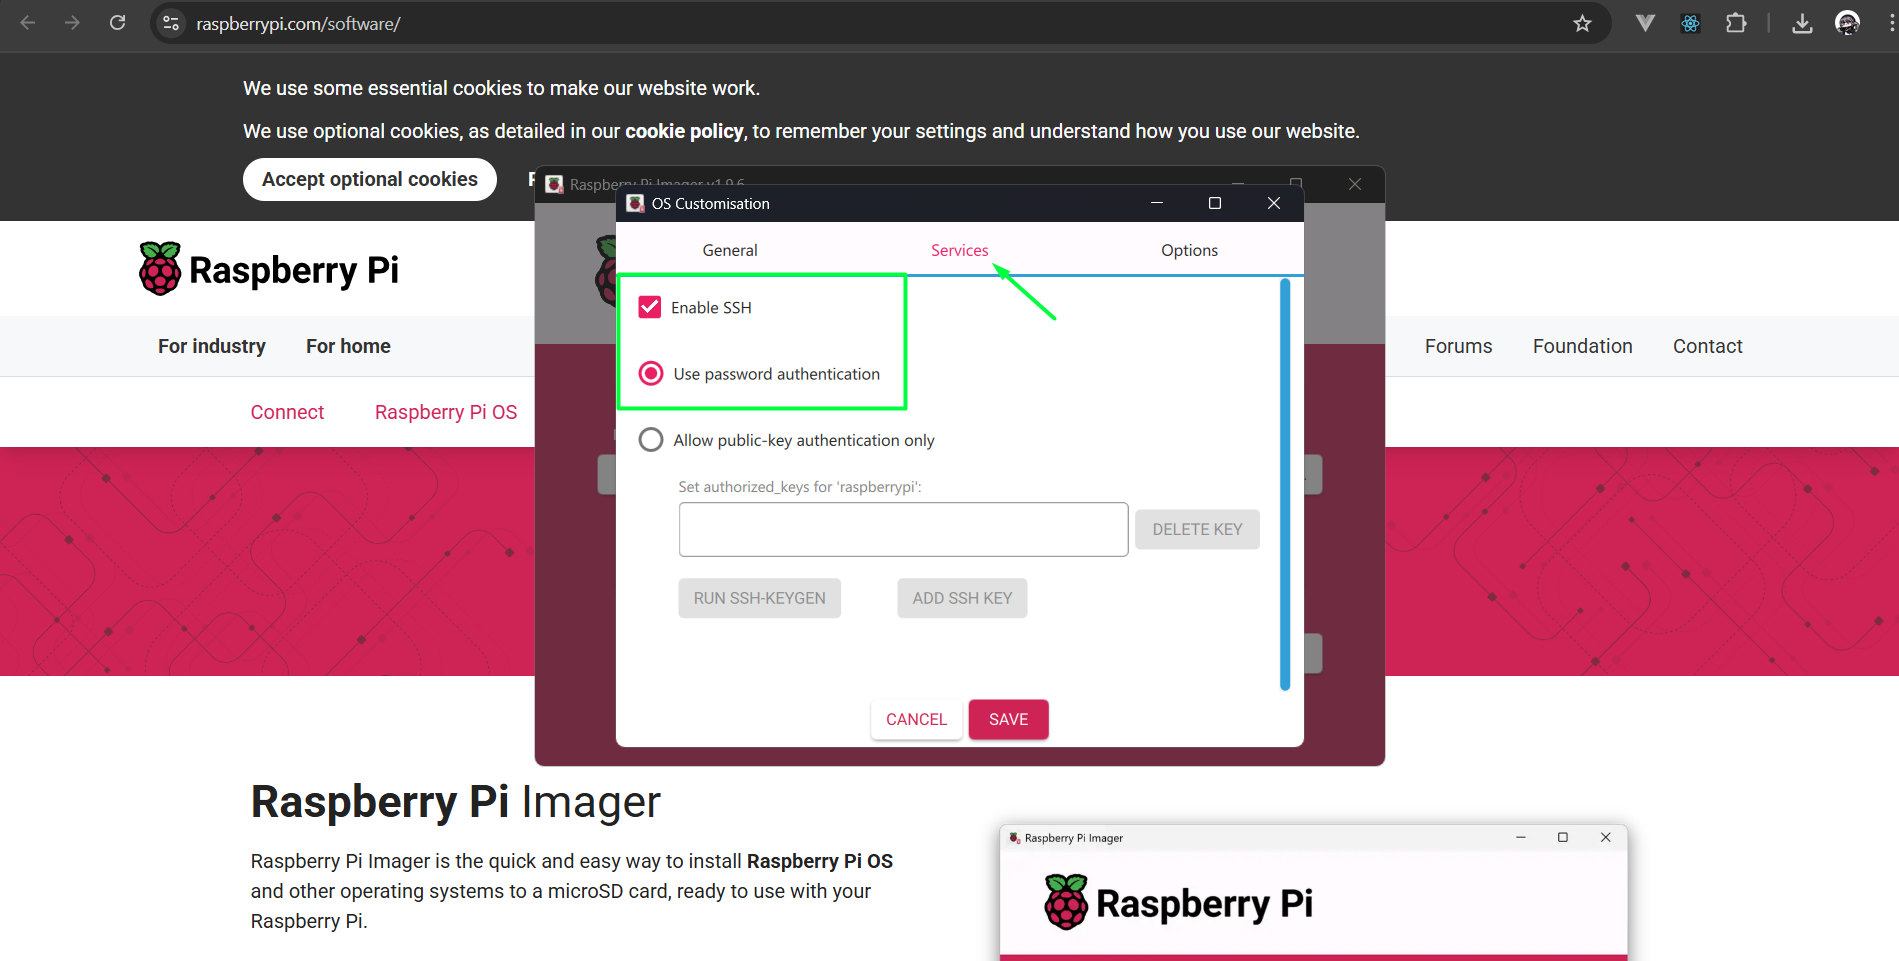 raspberrypi.com/software/
We use some essential cookies to make our website work.
We use optional cookies, as detailed in our cookie policy, to remember your settings and understand how you use our website.
Accept optional cookies
Raspberry Pi Imager v1.9.6
OS Customisation
General Services Options
Raspberry Pi
Enable SSH
For industry For home
Forums Foundation Contact
Use password authentication
Connect Raspberry Pi OS
Allow public-key authentication only
Set authorized_keys for 'raspberrypi':
DELETE KEY
RUN SSH-KEYGEN ADD SSH KEY
CANCEL SAVE
Raspberry Pi Imager
Raspberry Pi Imager is the quick and easy way to install Raspberry Pi OS
and other operating systems to a microSD card, ready to use with your
Raspberry Pi.
Raspberry Pi Imager
Raspberry Pi